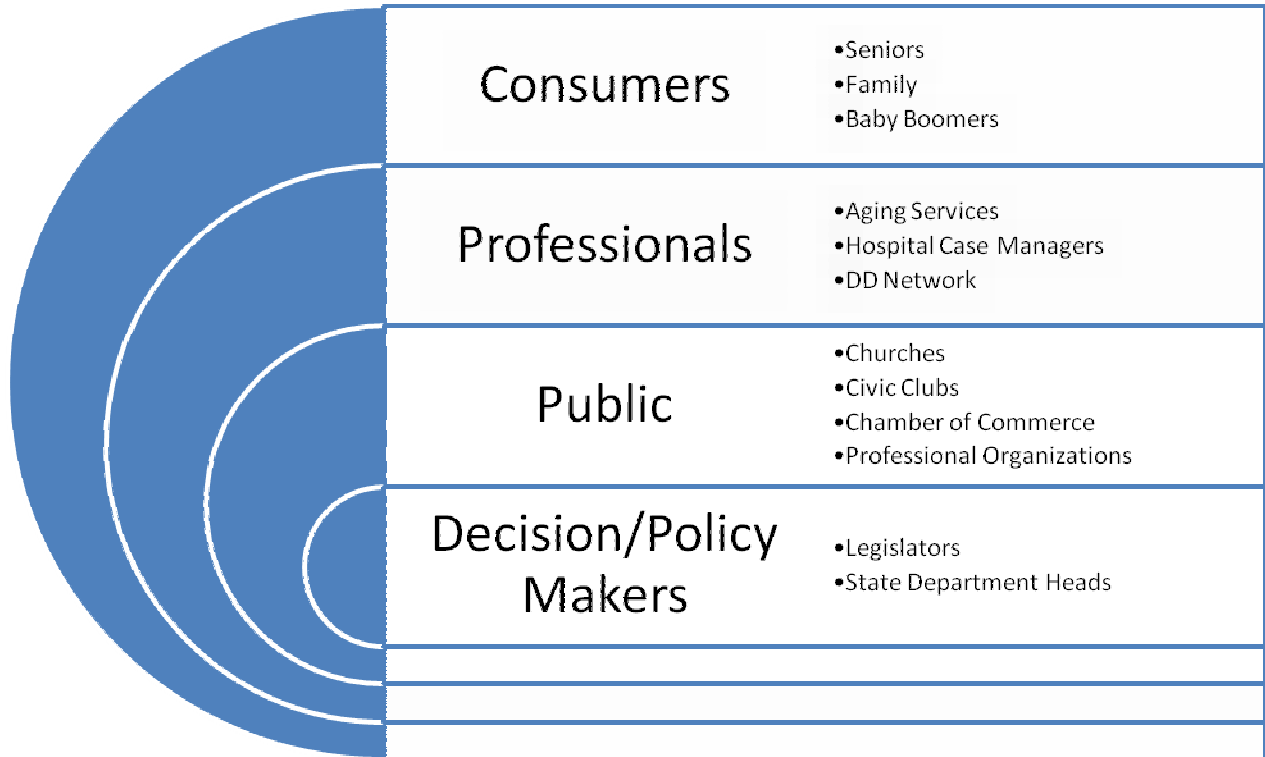 Consumers
•Seniors
•Family
•Baby Boomers
Professionals
•Aging Services
•Hospital Case Managers
•DD Network
Public
•Churches
•Civic Clubs
•Chamber of Commerce
•Professional Organizations
Decision/Policy
Makers
•Legislators
•State Department Heads